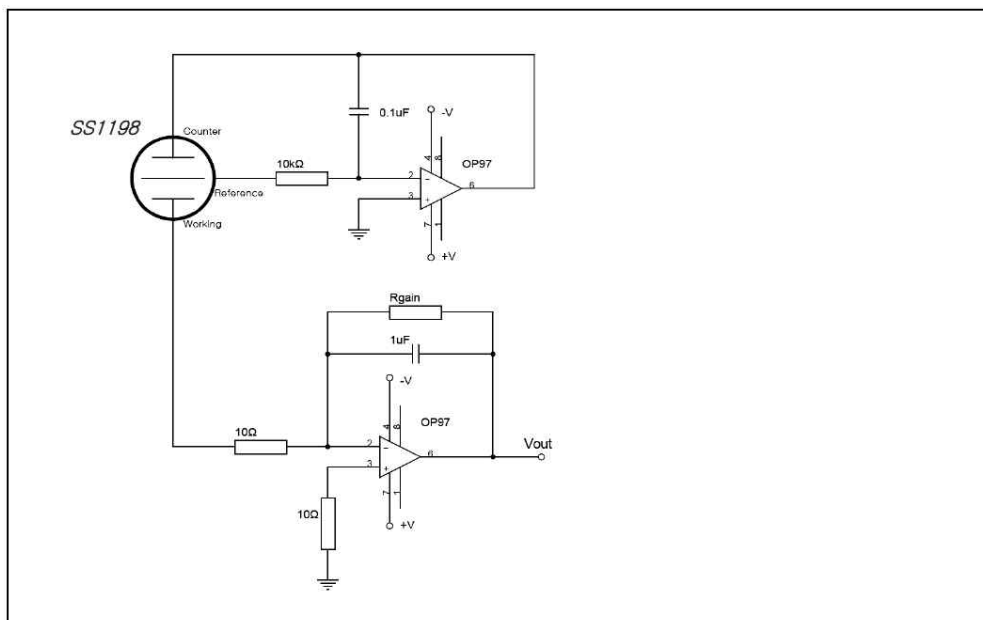 SS1198
Counter
Reference
Working
10kΩ
0.1uF
-V
4
8
OP97
2
−
3
+
6
7
1
+V
Rgain
1uF
-V
4
8
OP97
10Ω
2
−
3
+
6
Vout
7
1
10Ω
+V